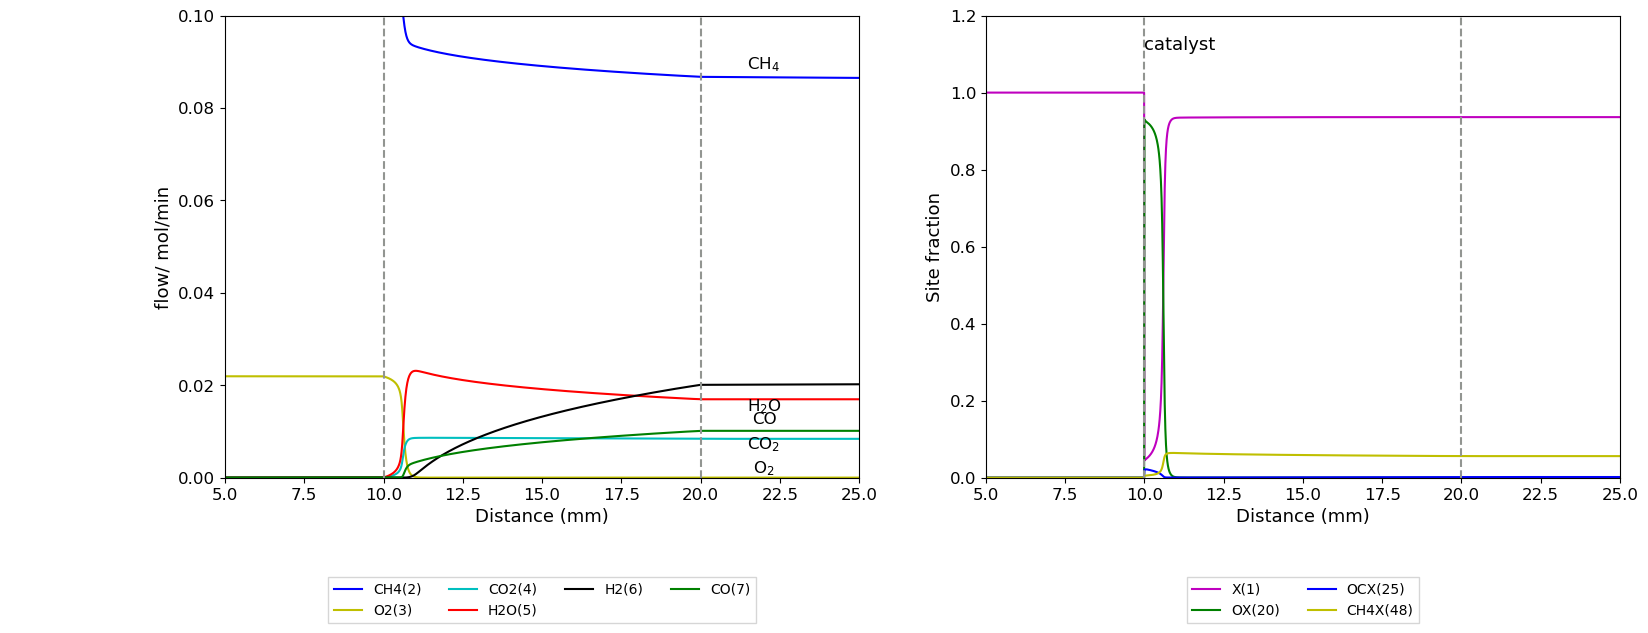 0.10
0.08
0.06
0.04
0.02
0.00
flow/ mol/min
CH4
H2O
CO
CO2
O2
5.0 7.5 10.0 12.5 15.0 17.5 20.0 22.5 25.0
Distance (mm)
CH4(2) CO2(4) H2(6) CO(7)
O2(3) H2O(5)
1.2
1.0
0.8
0.6
0.4
0.2
0.0
Site fraction
catalyst
5.0 7.5 10.0 12.5 15.0 17.5 20.0 22.5 25.0
Distance (mm)
X(1) OCX(25)
OX(20) CH4X(48)